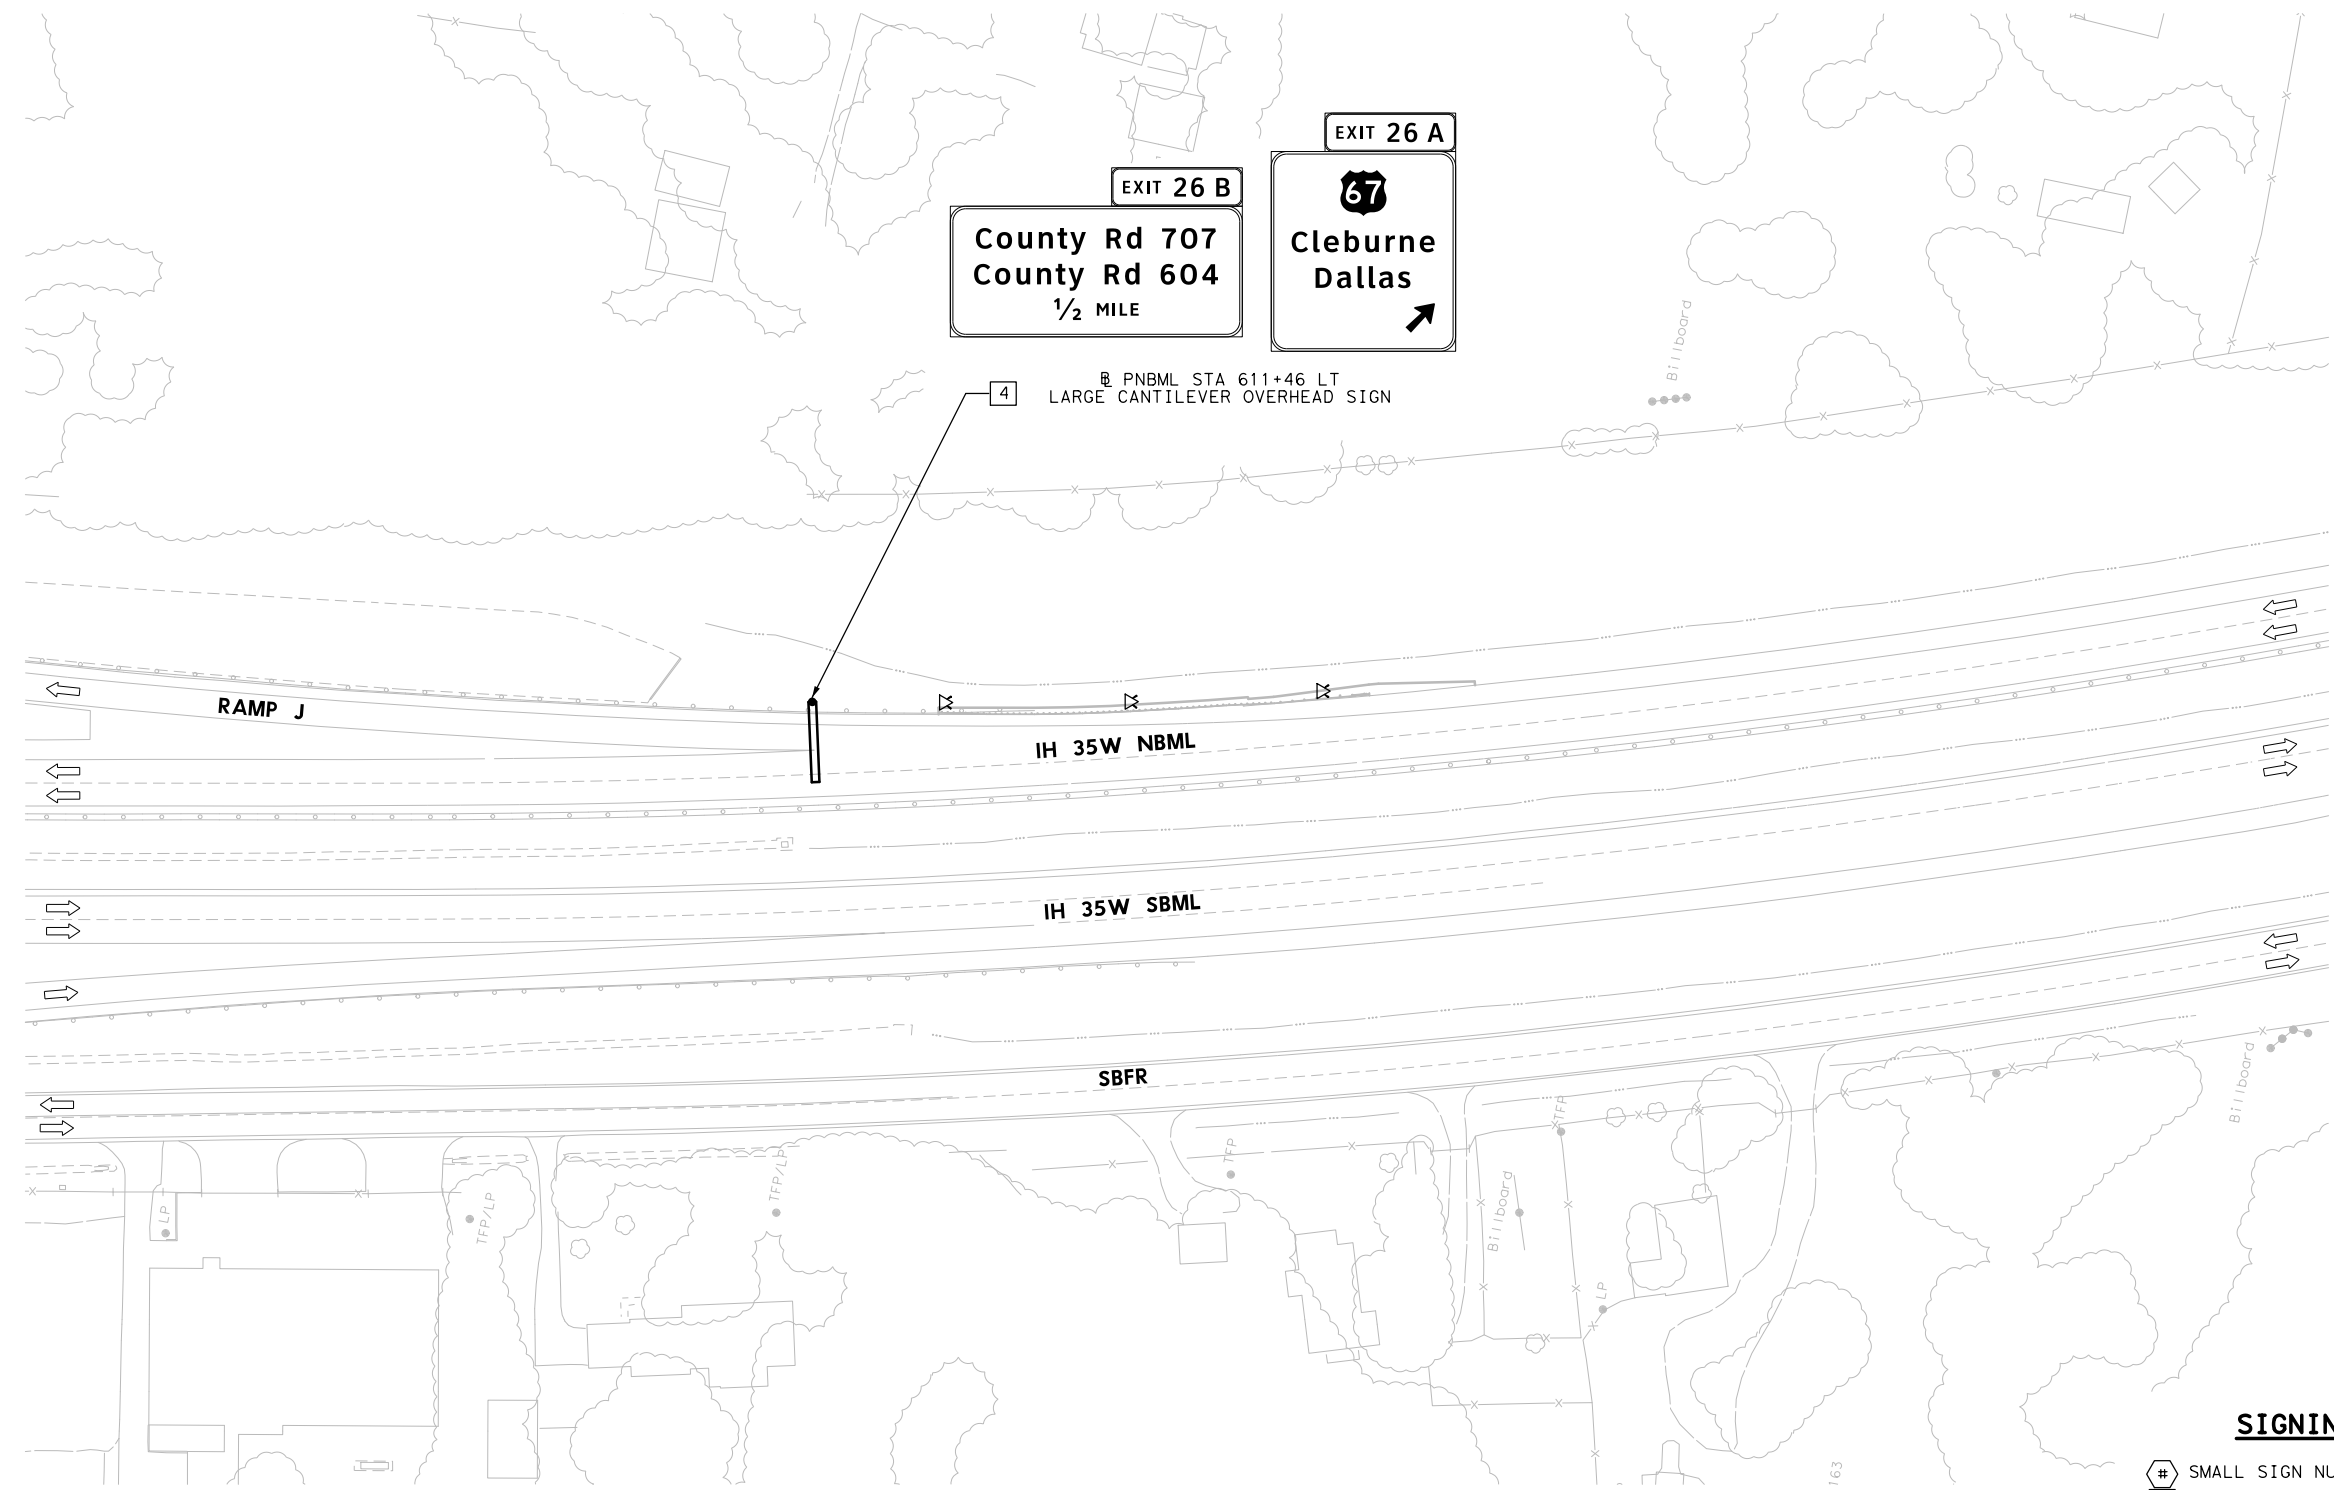 EXIT 26 A
67
Cleburne
Dallas
EXIT 26 B
County Rd 707
County Rd 604
1/2 MILE
4
PNBML STA 611+46 LT
LARGE CANTILEVER OVERHEAD SIGN
Billboard
RAMP J
IH 35W NBML
IH 35W SBML
SBFR
Billboard
TFP
TFP
TFP/LP
TFP/LP
LP
Billboard
LP
163
# SMALL SIGN